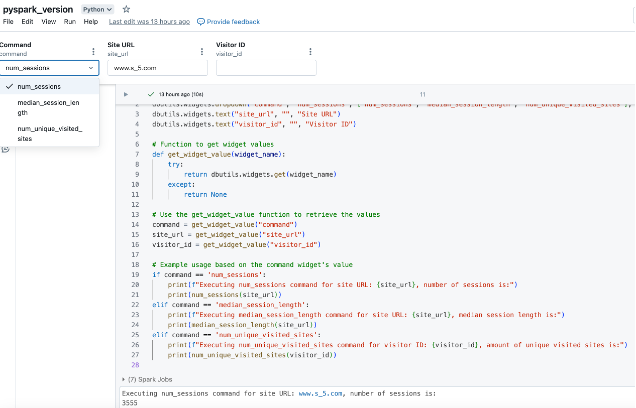 pyspark_version Python
File Edit View Run Help Last edit was 13 hours ago Provide feedback
Command Site URL Visitor ID
command site_url visitor_id
num_sessions www.s_5.com
num_sessions
median_session_len
gth
num_unique_visited_
sites
13 hours ago (10s) 11
dbutils.widgets.dropdown("command", "num_sessions", ["num_sessions", "median_session_length", "num_unique_visited_sites"],
3 dbutils.widgets.text("site_url", "", "Site URL")
4 dbutils.widgets.text("visitor_id", "", "Visitor ID")
5
6 # Function to get widget values
7 def get_widget_value(widget_name):
8 try:
9 return dbutils.widgets.get(widget_name)
10 except:
11 return None
12
13 # Use the get_widget_value function to retrieve the values
14 command = get_widget_value("command")
15 site_url = get_widget_value("site_url")
16 visitor_id = get_widget_value("visitor_id")
17
18 # Example usage based on the command widget's value
19 if command == 'num_sessions':
20 print(f"Executing num_sessions command for site URL: {site_url}, number of sessions is:")
21 print(num_sessions(site_url))
22 elif command == 'median_session_length':
23 print(f"Executing median_session_length command for site URL: {site_url}, median session length is:")
24 print(median_session_length(site_url))
25 elif command == 'num_unique_visited_sites':
26 print(f"Executing num_unique_visited_sites command for visitor ID: {visitor_id}, amount of unique visited sites is:")
27 print(num_unique_visited_sites(visitor_id))
28
(7) Spark Jobs
Executing num_sessions command for site URL: www.s_5.com, number of sessions is:
3555